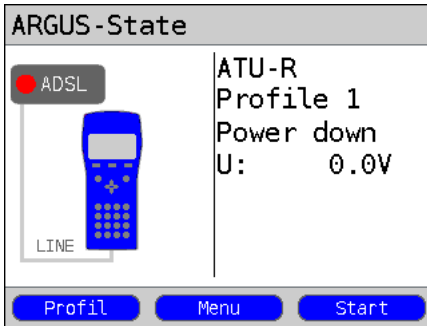 ARGUS-State
ADSL
LINE
ATU-R
Profile 1
Power down
U: 0.0V
Profil Menu Start